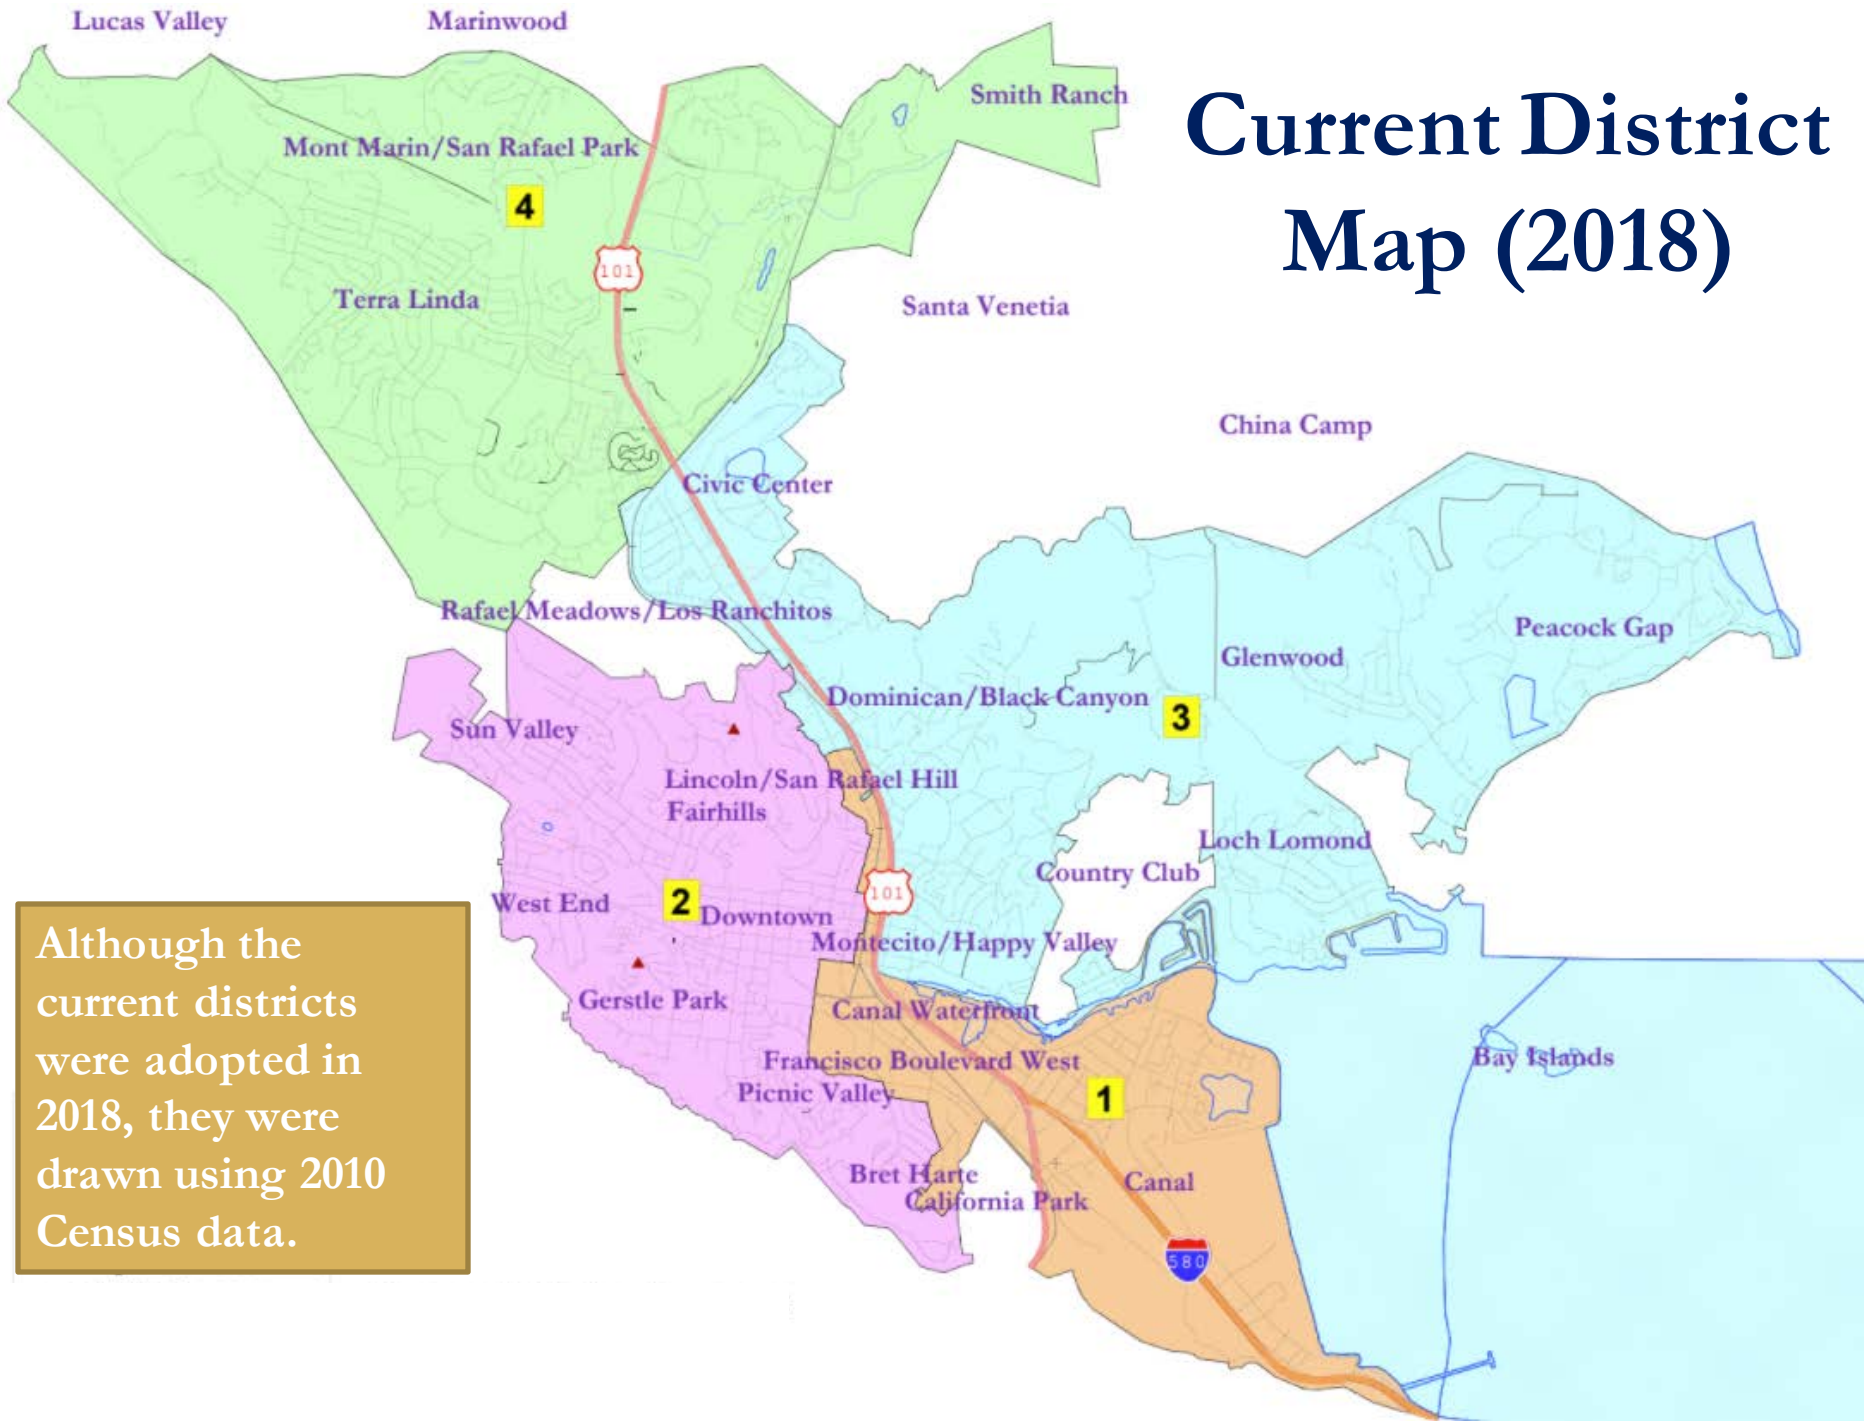 Lucas Valley
Marinwood
Smith Ranch
Current District
Map (2018)
Mont Marin/San Rafael Park
4
101
Terra Linda
Santa Venetia
China Camp
Civic Center
Rafael Meadows/Los Ranchitos
Peacock Gap
Glenwood
Dominican/Black Canyon
3
Sun Valley
Lincoln/San Rafael Hill
Fairhills
Loch Lomond
Country Club
101
West End
2
Downtown
Montecito/Happy Valley
Gerstle Park
Canal Waterfront
Francisco Boulevard West
Bay Islands
Picnic Valley
1
Bret Harte
Canal
California Park
580
Although the
current districts
were adopted in
2018, they were
drawn using 2010
Census data.